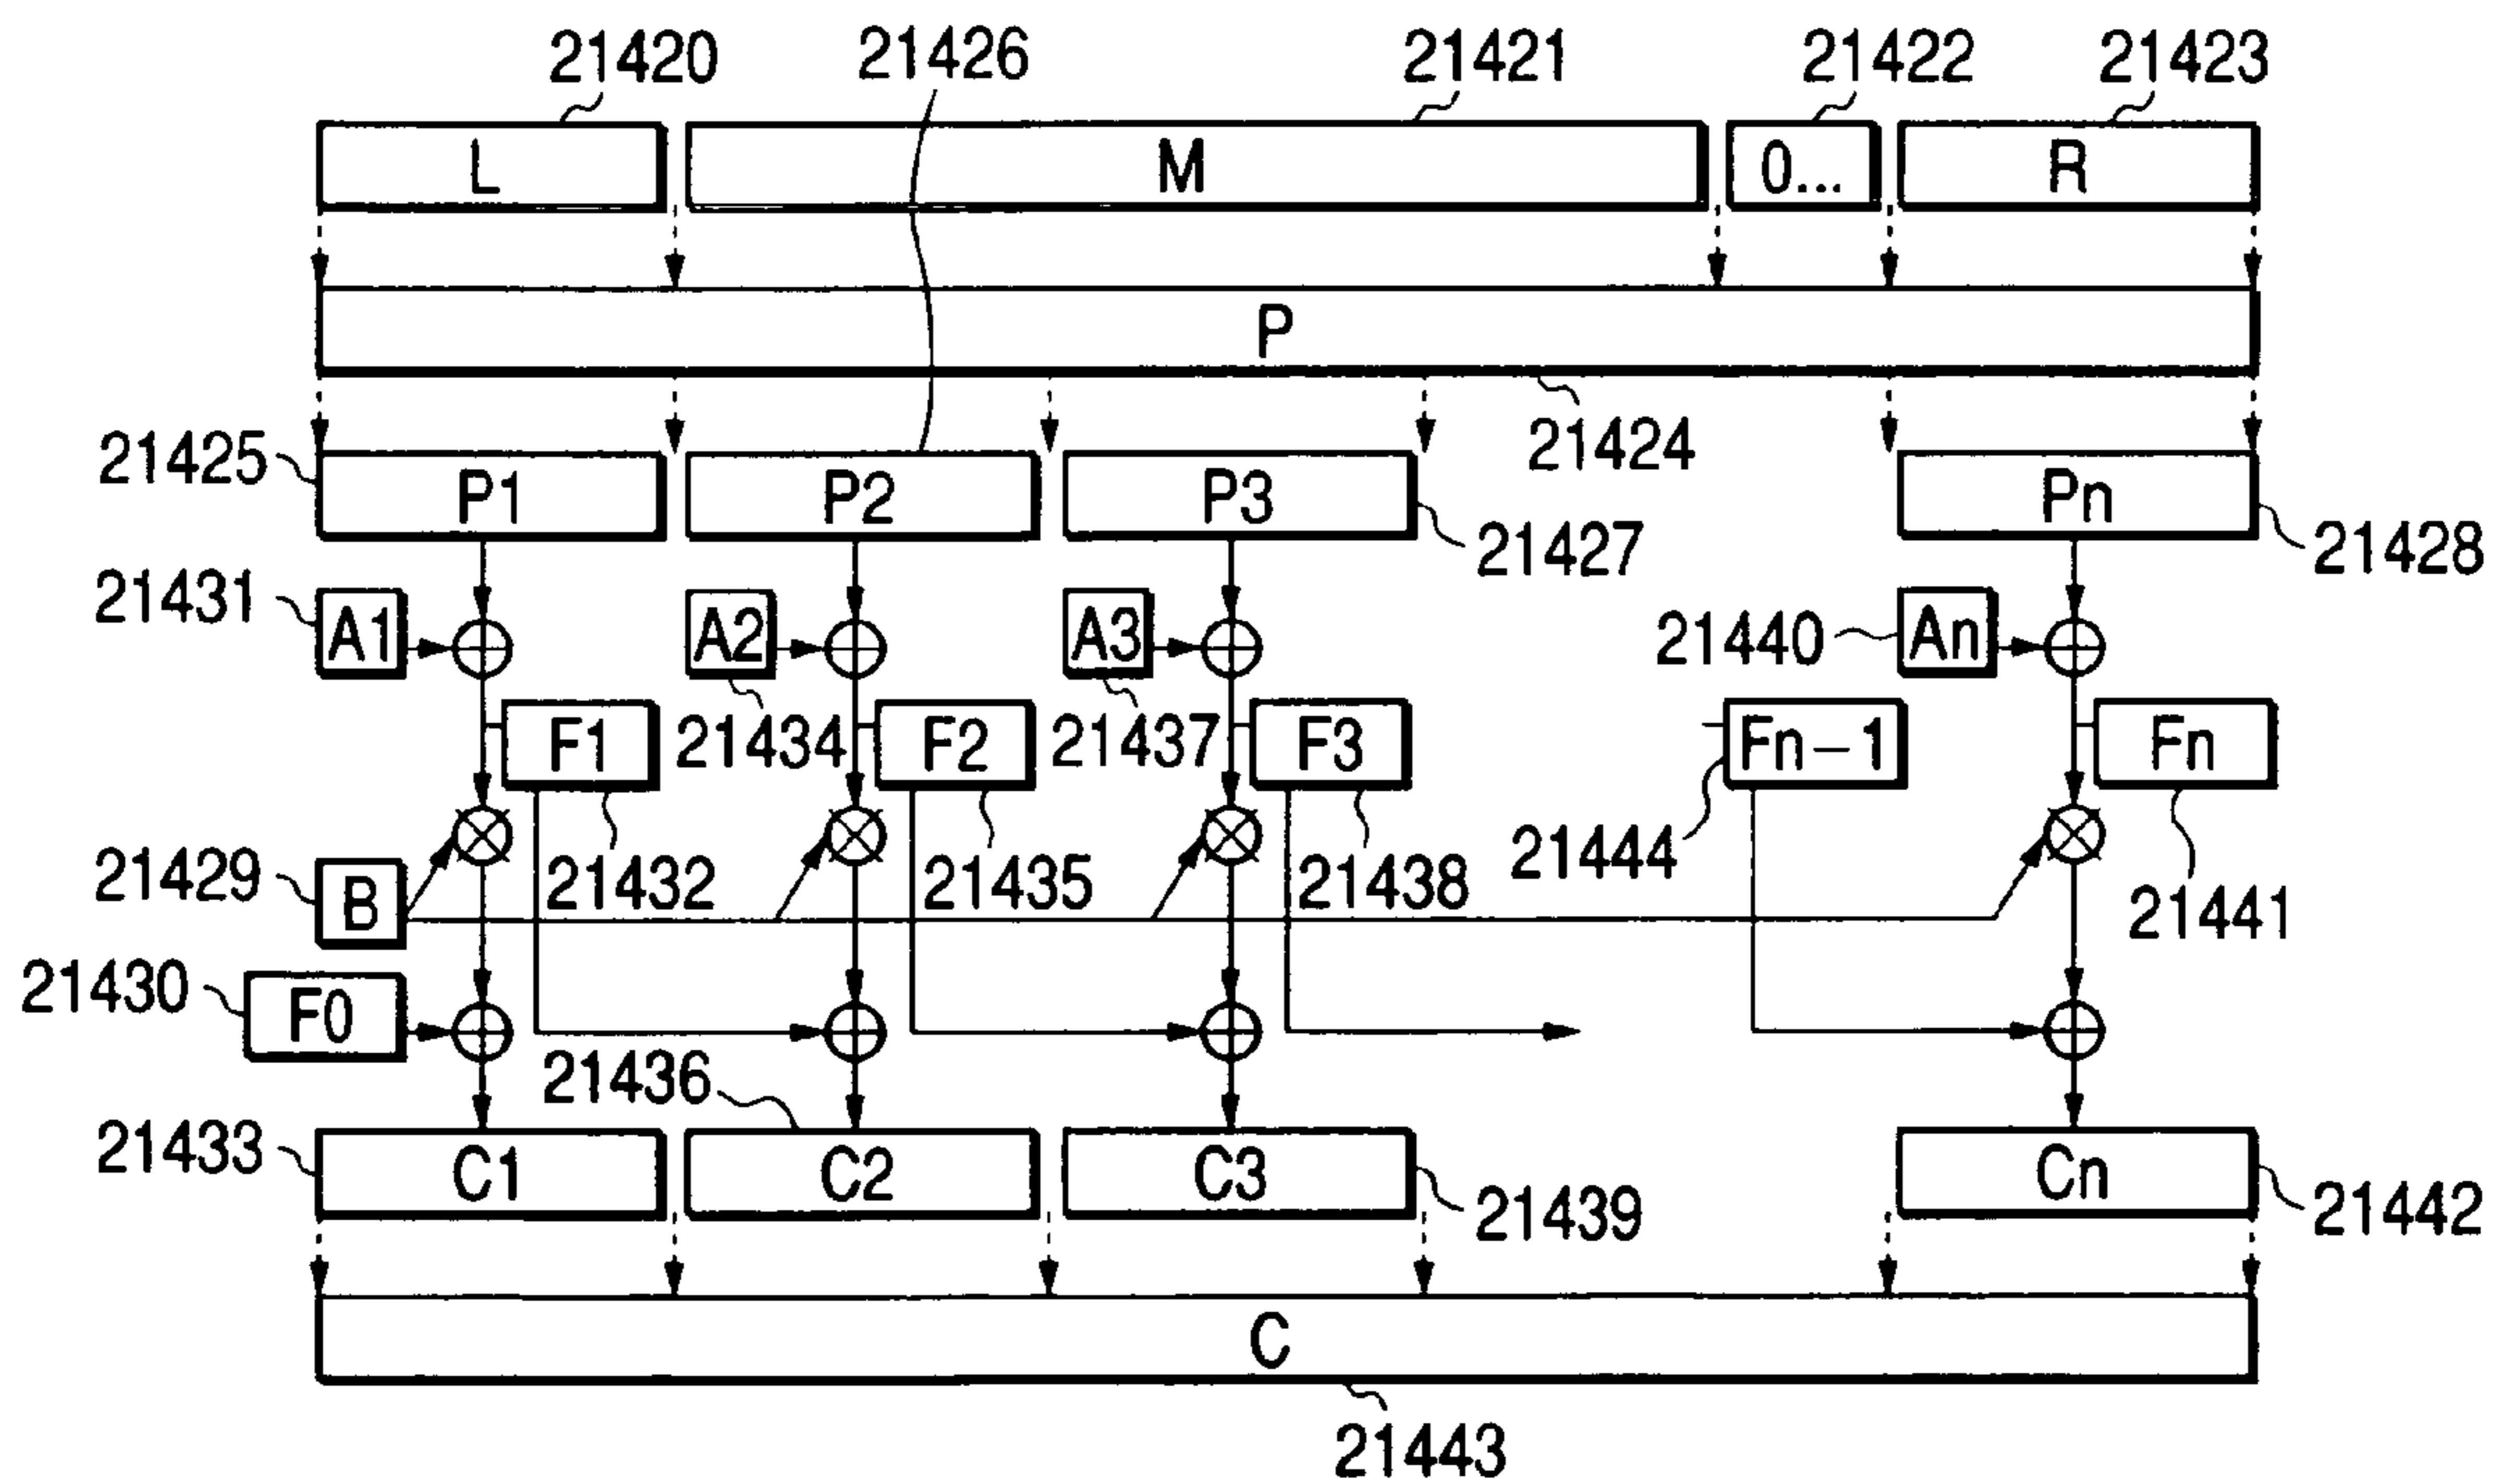 21420 21426 21421 21422 21423
L M 0... R
P
21424
21425 P1 P2 P3 21427 Pn 21428
21431 A1 A2 A3 21440 An
F1 21434 F2 21437 F3 Fn-1 Fn
21429 B 21432 21435 21438 21444 21441
21430 F0
21436
21433 C1 C2 C3 21439 Cn 21442
C
21443